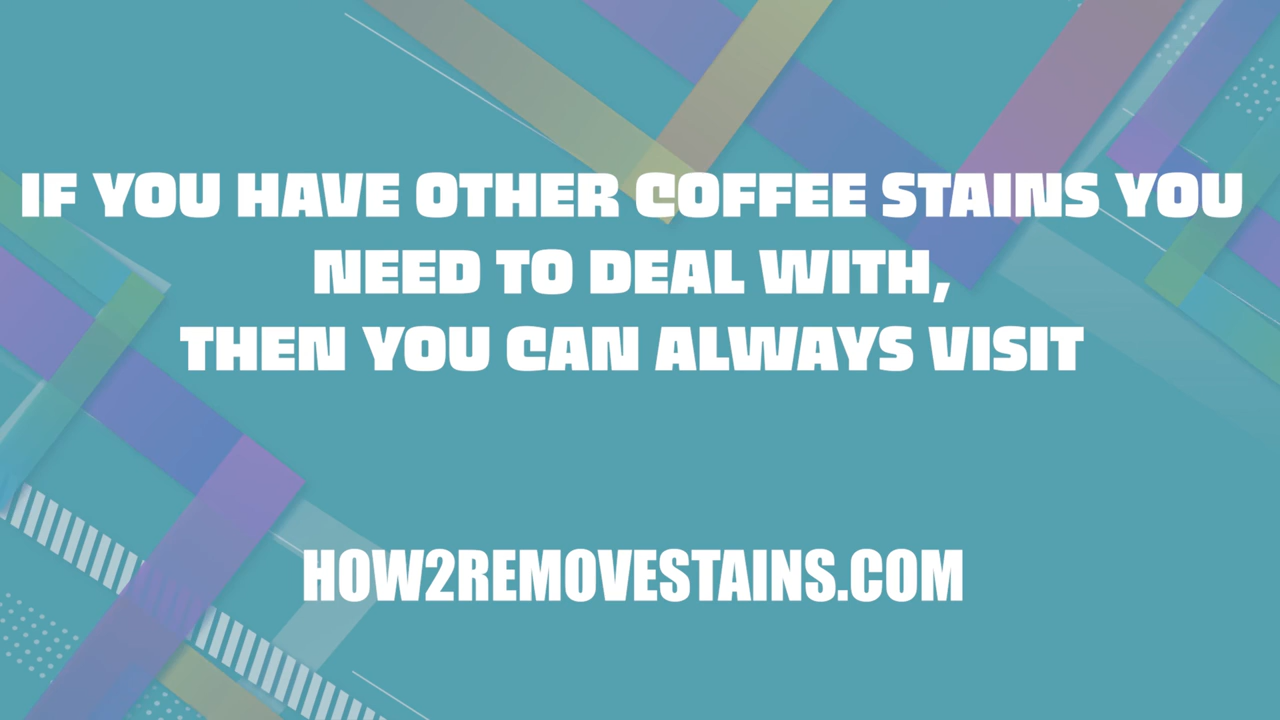 IF YOU HAVE OTHER COFFEE STAINS YOU
NEED TO DEAL WITH,
THEN YOU CAN ALWAYS VISIT
HOW2REMOVESTAINS.COM